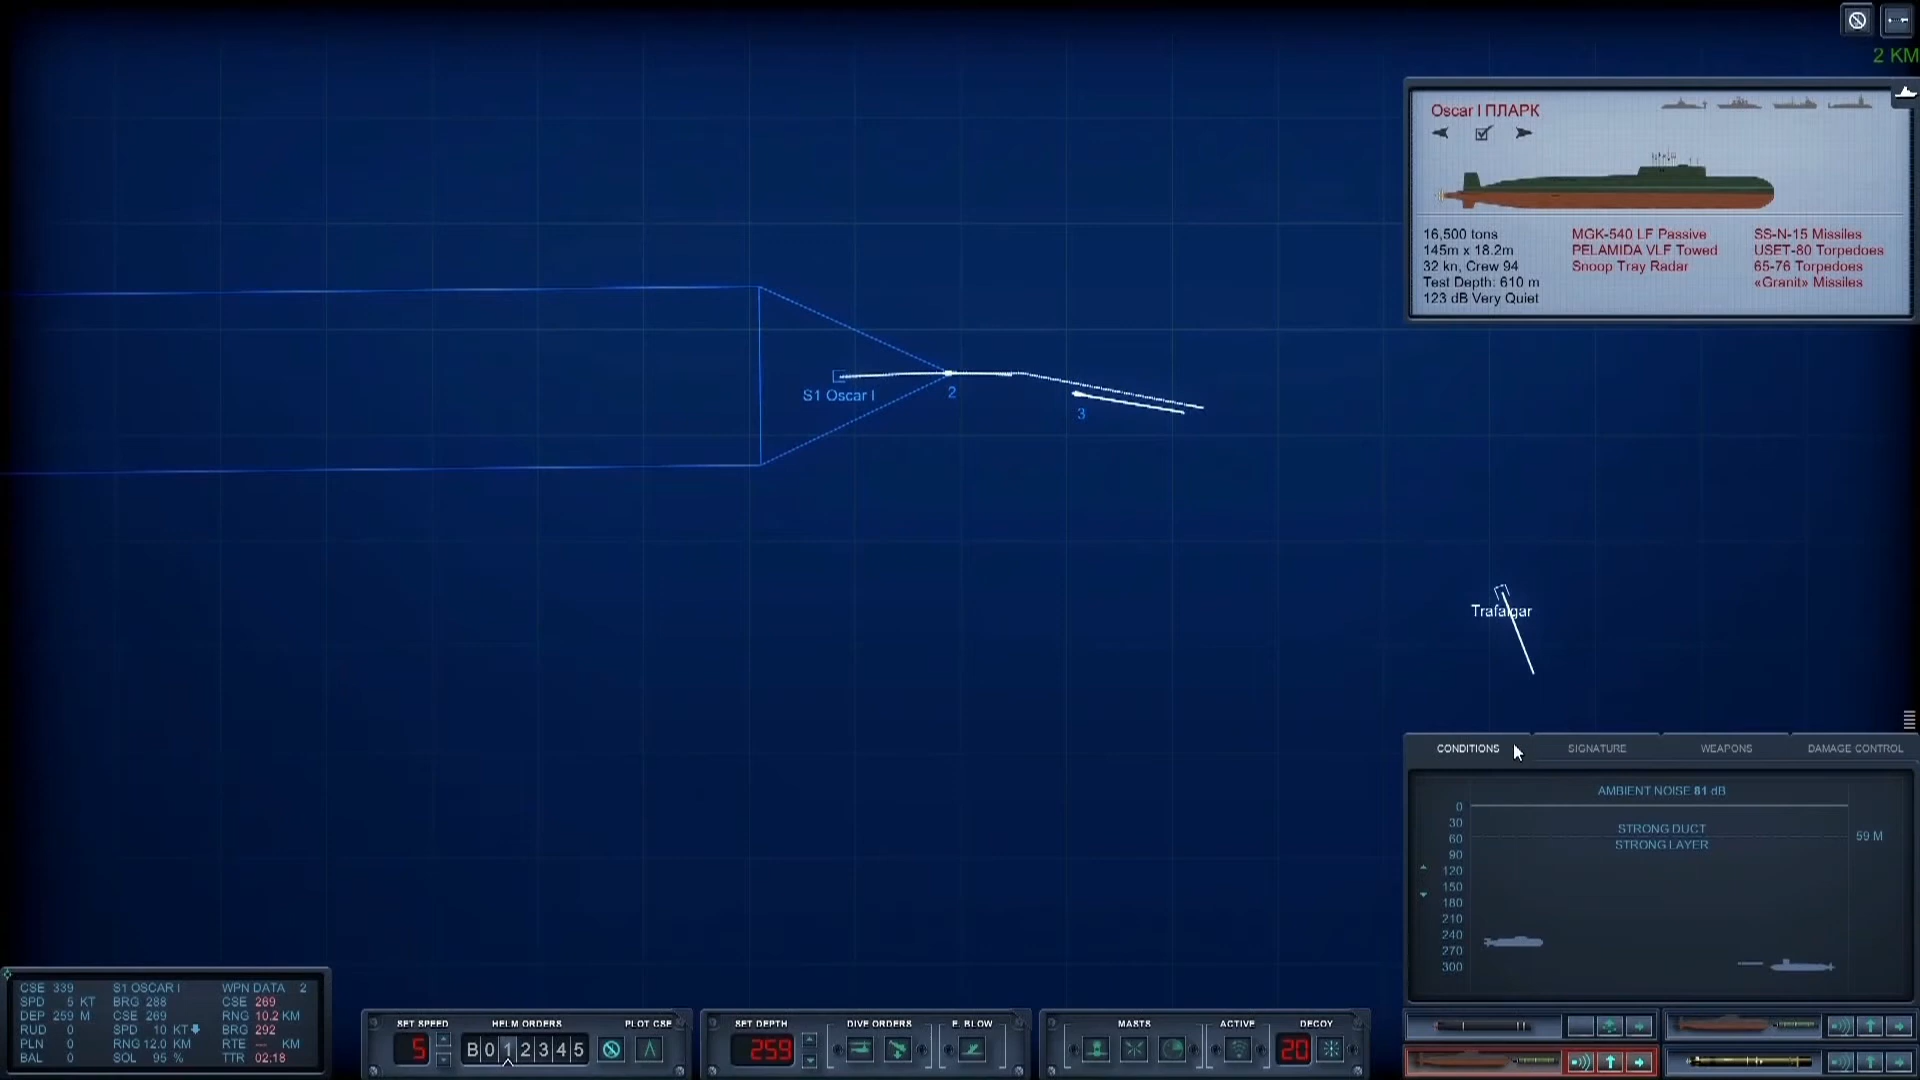 2 KM
Oscar I ПЛАРК
16,500 tons
145m x 18.2m
32 kn, Crew 94
Test Depth: 610 m
123 dB Very Quiet
MGK-540 LF Passive
PELAMIDA VLF Towed
Snoop Tray Radar
SS-N-15 Missiles
USET-80 Torpedoes
65-76 Torpedoes
«Granit» Missiles
S1 Oscar I
2
3
Trafalgar
CONDITIONS
SIGNATURE
WEAPONS
DAMAGE CONTROL
AMBIENT NOISE 81 dB
0
30
60
90
120
150
180
210
240
270
300
STRONG DUCT
STRONG LAYER
59 M
CSE 339
SPD 5 KT
DEP 259 M
RUD 0
PLN 0
BAL 0
S1 OSCAR I
BRG 288
CSE 269
SPD 10 KT
RNG 12.0 KM
SOL 95 %
WPN DATA 2
CSE 269
RNG 10.2 KM
BRG 292
RTE --- KM
TTR 02.18
SET SPEED
5
HELM ORDERS
B 0 1 2 3 4 5
PLOT CSE
SET DEPTH
259
DIVE ORDERS
E. BLOW
MASTS
ACTIVE
DECOY
20